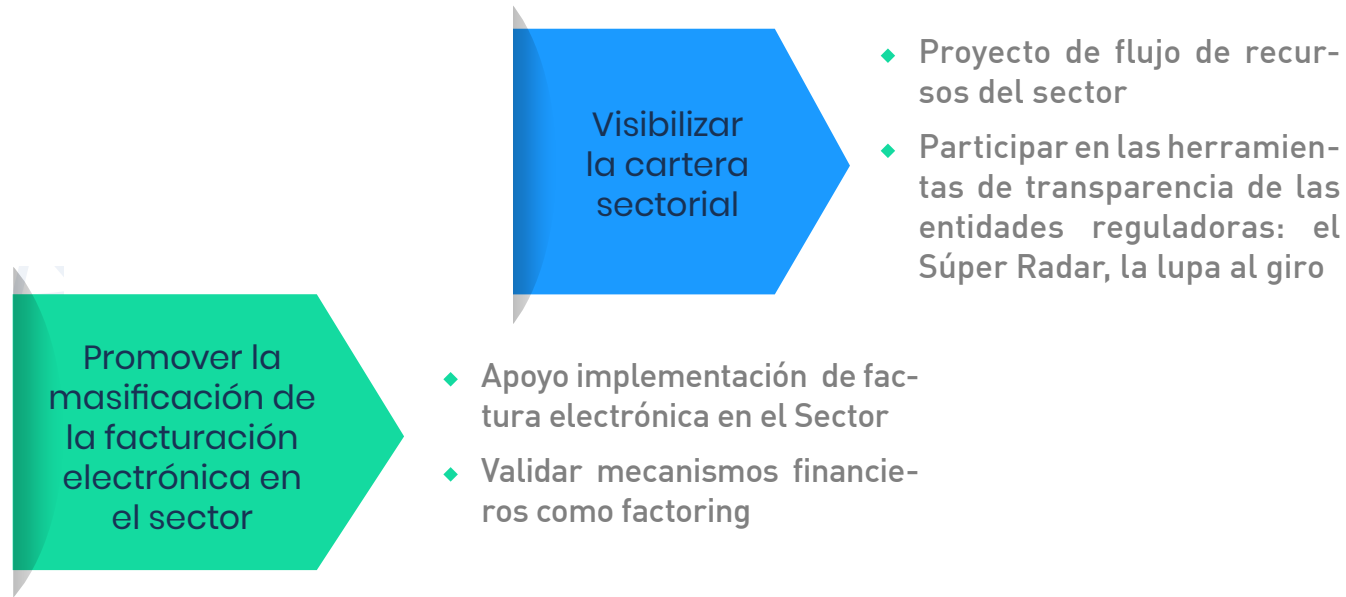 Visibilizar
la cartera
sectorial
Proyecto de flujo de recur-
sos del sector
Participar en las herramien-
tas de transparencia de las
entidades reguladoras: el
Súper Radar, la lupa al giro
Promover la
masificación de
la facturación
electrónica en
el sector
Apoyo implementación de fac-
tura electrónica en el Sector
Validar mecanismos financie-
ros como factoring